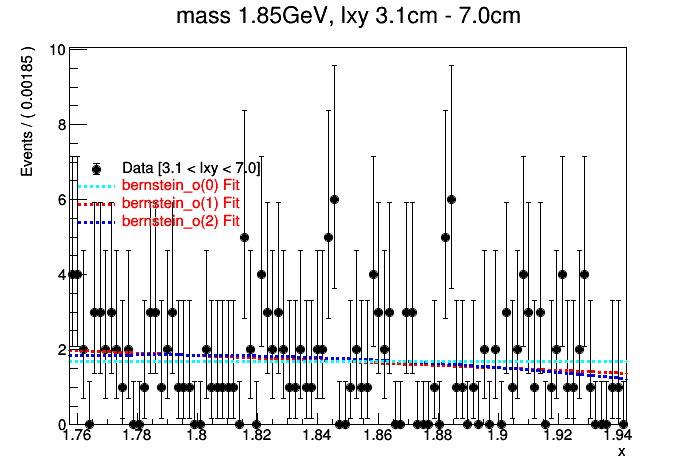 mass 1.85GeV, lxy 3.1cm - 7.0cm
Events / ( 0.00185 )
10
8
6
4
2
0
Data [3.1 < lxy < 7.0]
bernstein_o(0) Fit
bernstein_o(1) Fit
bernstein_o(2) Fit
1.76 1.78 1.8 1.82 1.84 1.86 1.88 1.9 1.92 1.94
x